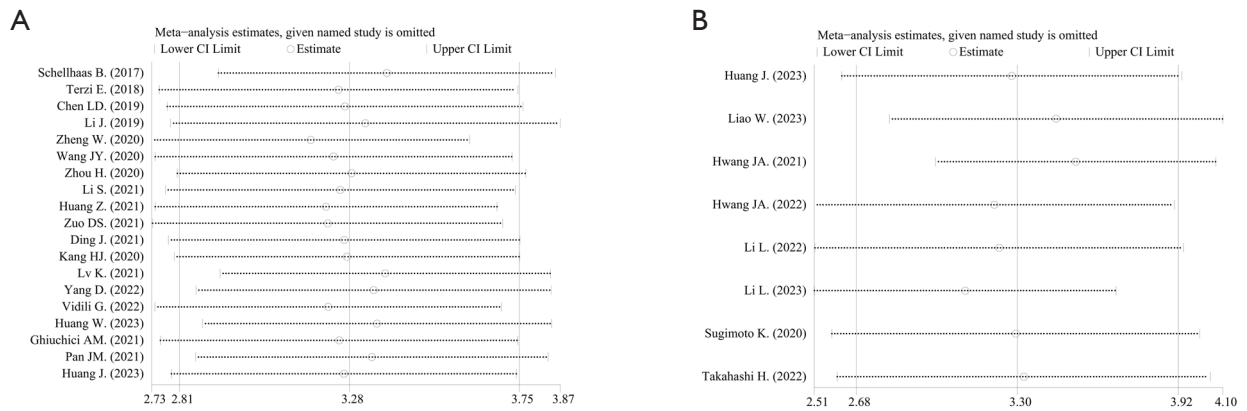 A
Meta−analysis estimates, given named study is omitted
Lower CI Limit Estimate Upper CI Limit
Schellhaas B. (2017)
Terzi E. (2018)
Chen LD. (2019)
Li J. (2019)
Zheng W. (2020)
Wang JY. (2020)
Zhou H. (2020)
Li S. (2021)
Huang Z. (2021)
Zuo DS. (2021)
Ding J. (2021)
Kang HJ. (2020)
Lv K. (2021)
Yang D. (2022)
Vidili G. (2022)
Huang W. (2023)
Ghiuchici AM. (2021)
Pan JM. (2021)
Huang J. (2023)
2.73 2.81 3.28 3.75 3.87
B
Meta−analysis estimates, given named study is omitted
Lower CI Limit Estimate Upper CI Limit
Huang J. (2023)
Liao W. (2023)
Hwang JA. (2021)
Hwang JA. (2022)
Li L. (2022)
Li L. (2023)
Sugimoto K. (2020)
Takahashi H. (2022)
2.51 2.68 3.30 3.92 4.10